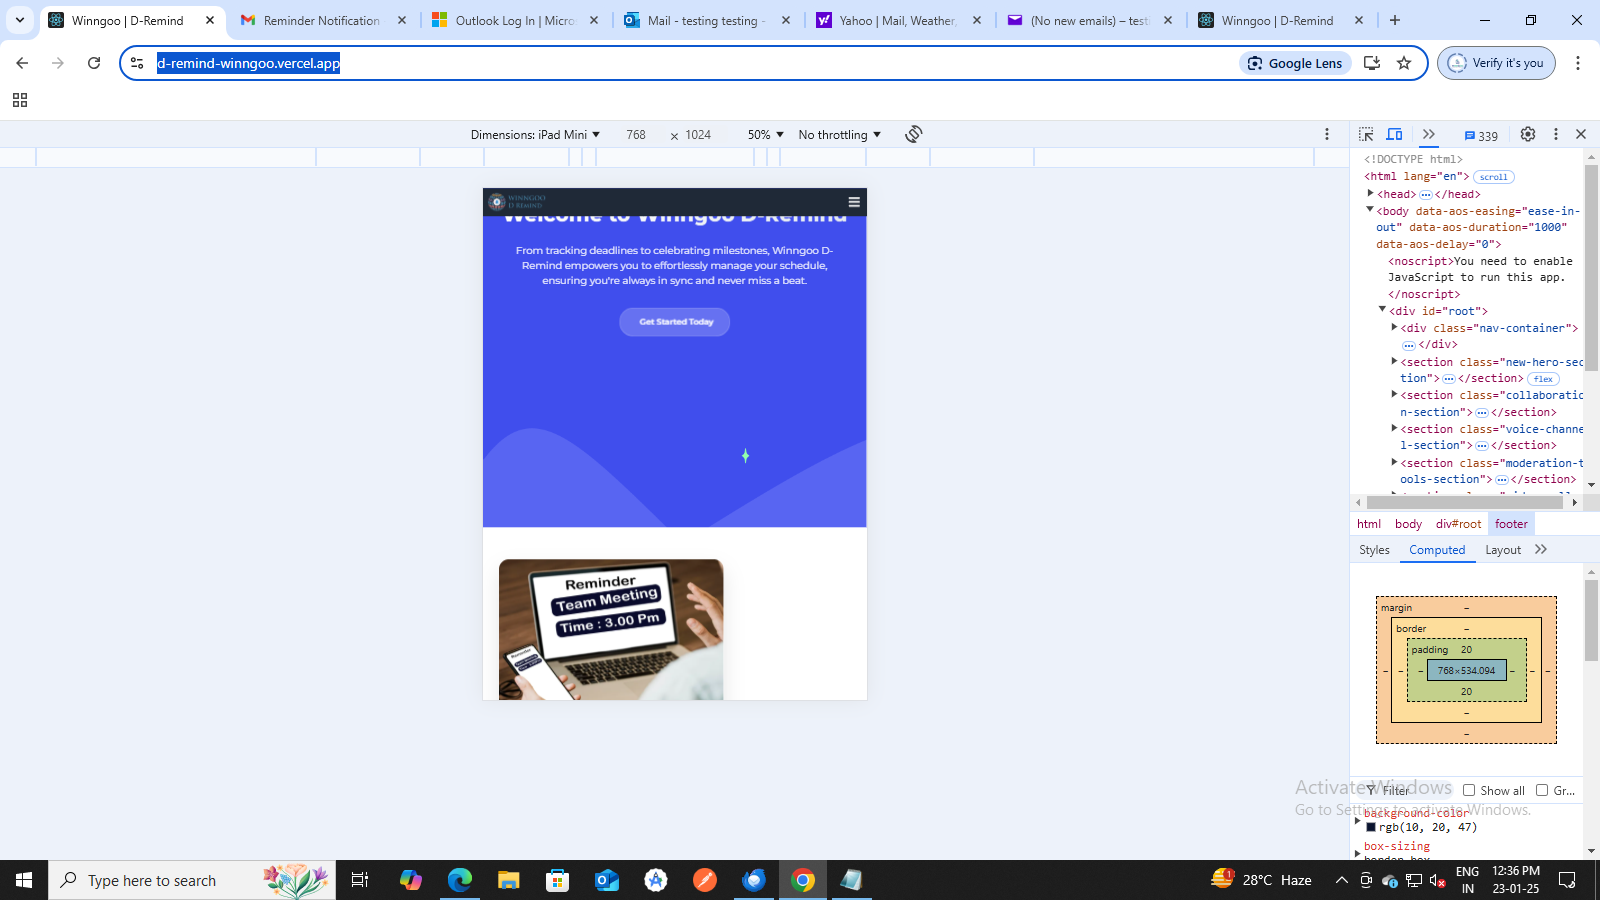 Winngoo | D-Remind
Reminder Notification
Outlook Log In | Micro
Mail - testing testing -
Yahoo | Mail, Weather,
(No new emails) – testi
Winngoo | D-Remind
d-remind-winngoo.vercel.app
Google Lens
Verify it's you
Dimensions: iPad Mini
768 × 1024
50%
No throttling
339
WINNGOO
D REMIND
Welcome to Winngoo D-Remind
From tracking deadlines to celebrating milestones, Winngoo D-
Remind empowers you to effortlessly manage your schedule,
ensuring you're always in sync and never miss a beat.
Get Started Today
Reminder
Team Meeting
Time : 3.00 Pm
Reminder
<!DOCTYPE html>
<html lang="en"> scroll
<head> … </head>
<body data-aos-easing="ease-in-
out" data-aos-duration="1000"
data-aos-delay="0">
<noscript>You need to enable
JavaScript to run this app.
</noscript>
<div id="root">
<div class="nav-container">
… </div>
<section class="new-hero-sec
tion"> … </section> flex
<section class="collaboratio
n-section"> … </section>
<section class="voice-channe
l-section"> … </section>
<section class="moderation-t
ools-section"> … </section>
html body div#root footer
Styles Computed Layout
margin –
border –
padding 20
– – – 768×534.094 – – –
20
–
–
Filter Show all Gr...
Activate Windows
Go to Settings to activate Windows.
background-color
rgb(10, 20, 47)
box-sizing
border-box
Type here to search
1
28°C Haze
ENG
IN
12:36 PM
23-01-25